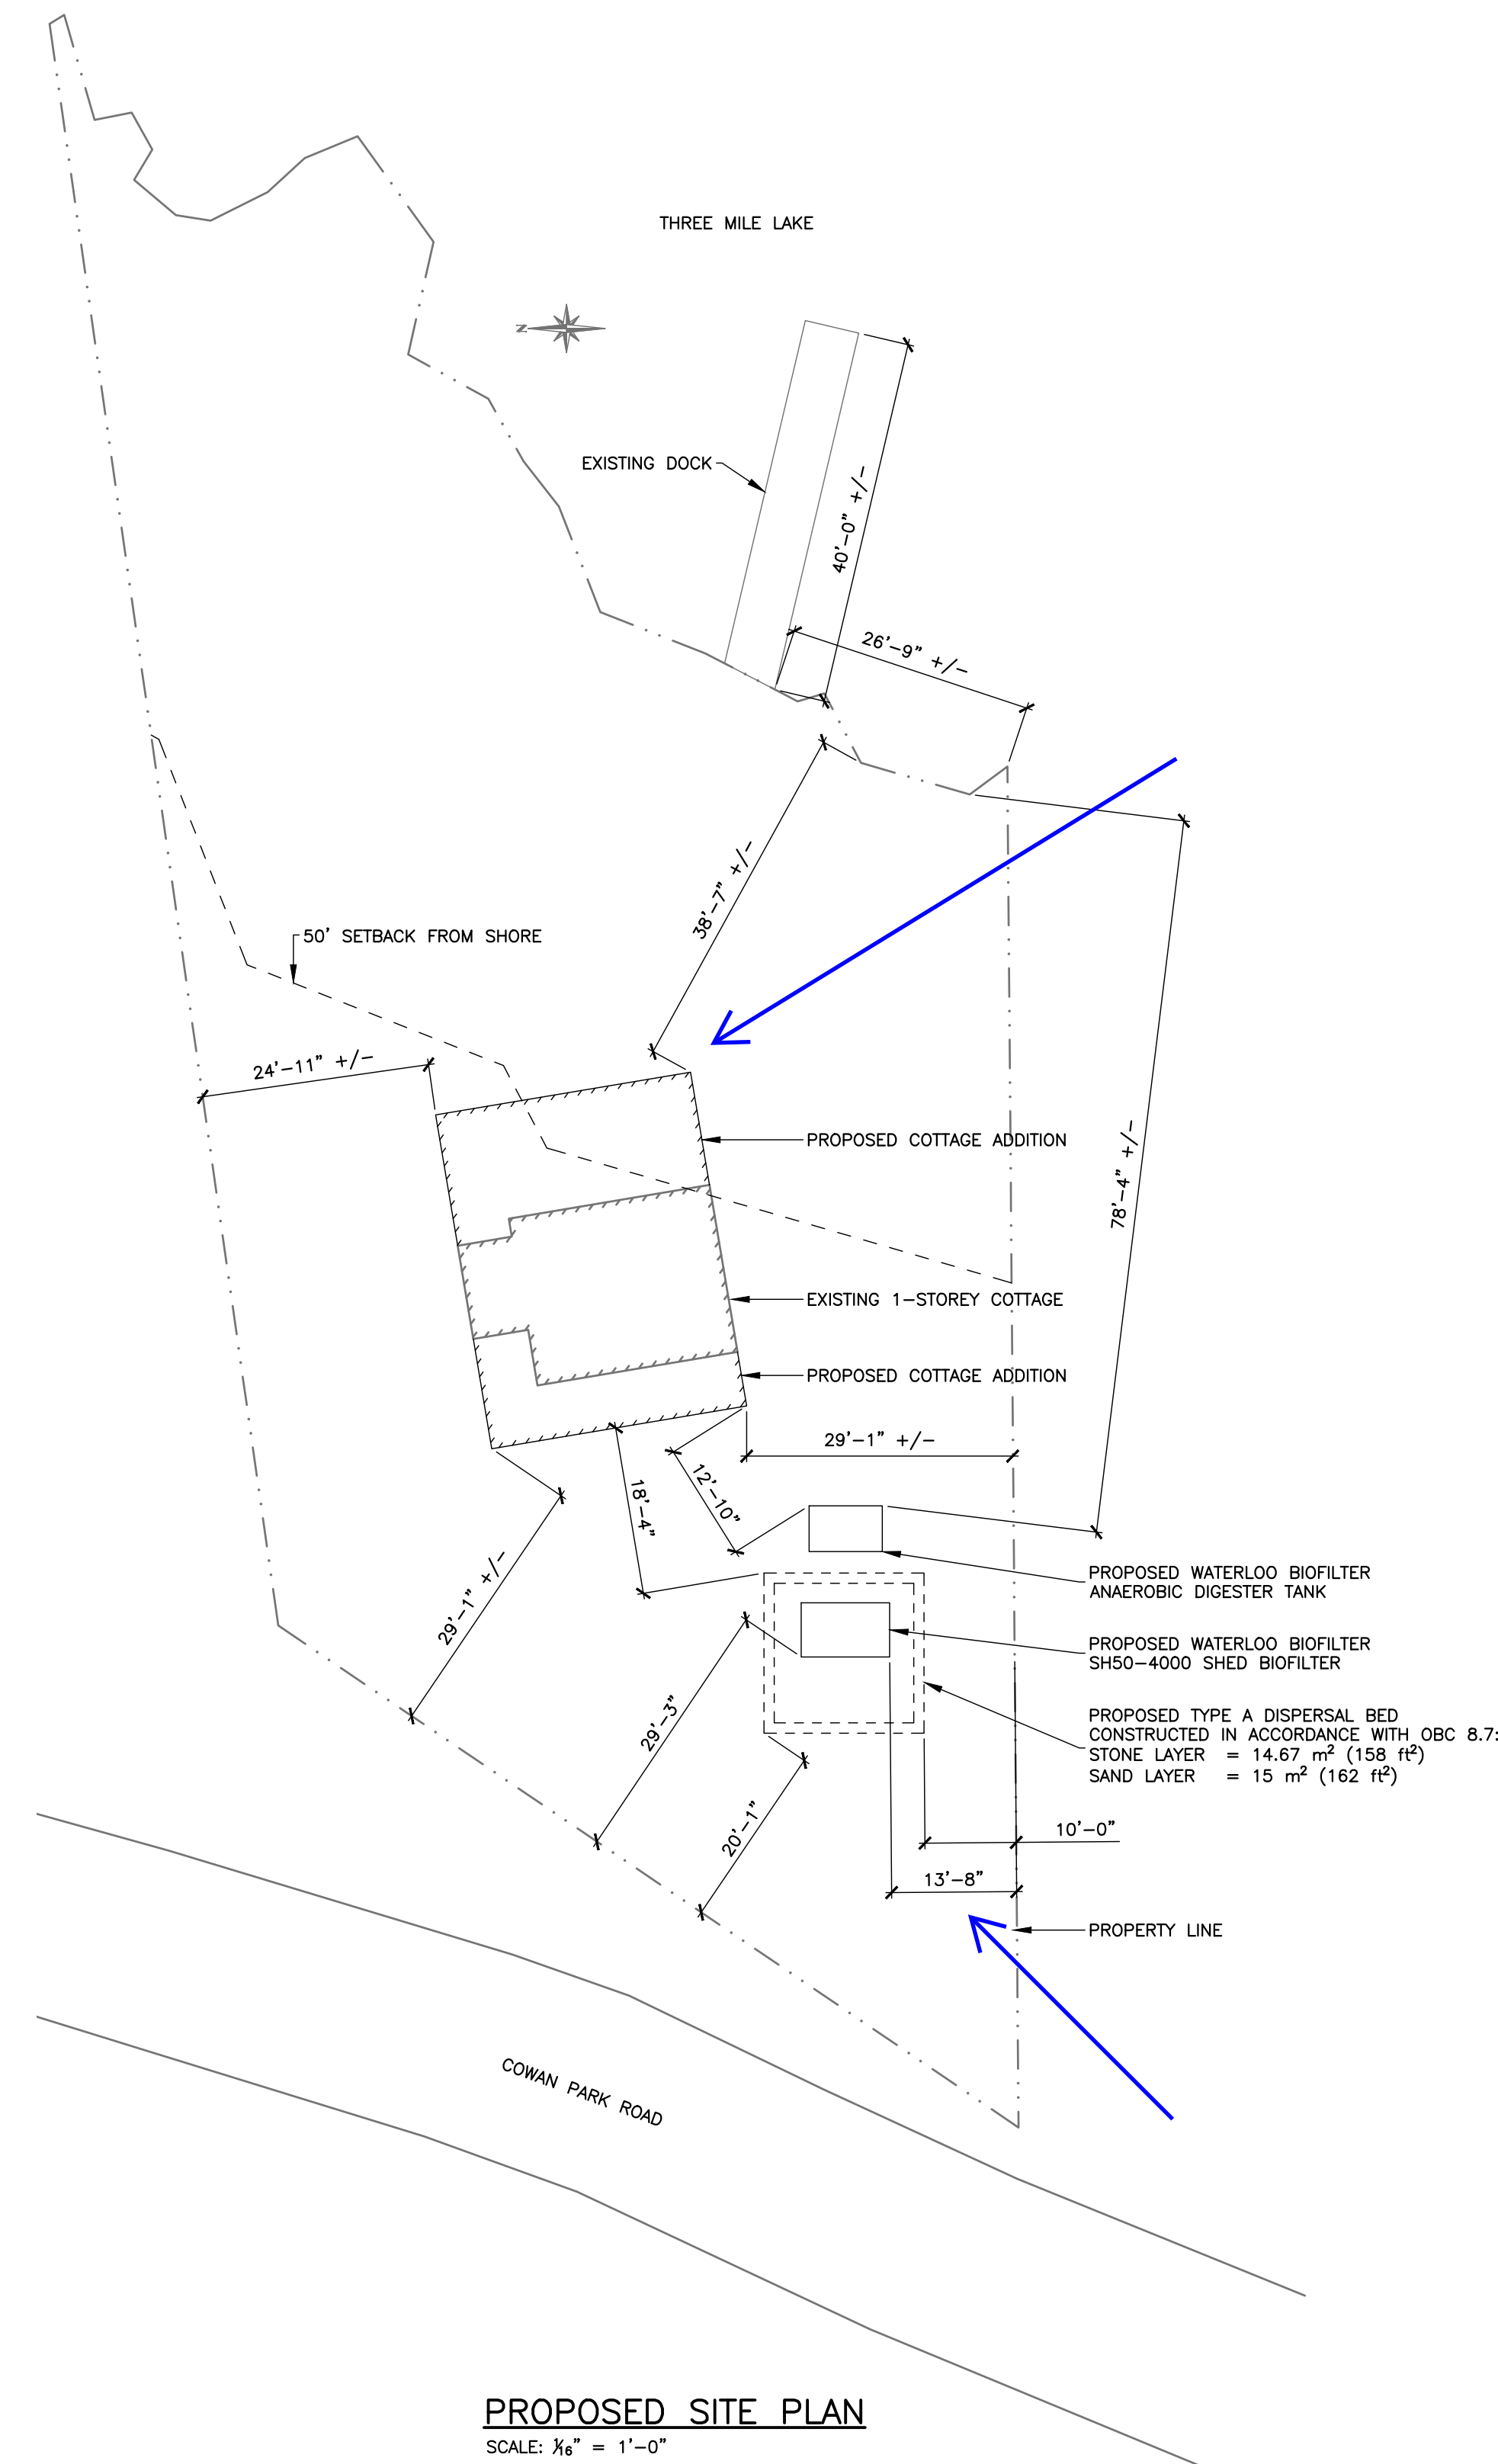 THREE MILE LAKE
N
EXISTING DOCK
40'-0" +/-
26'-9" +/-
38'-7" +/-
50' SETBACK FROM SHORE
24'-11" +/-
PROPOSED COTTAGE ADDITION
78'-4" +/-
EXISTING 1-STOREY COTTAGE
PROPOSED COTTAGE ADDITION
29'-1" +/-
12'-10"
18'-4"
29'-1" +/-
PROPOSED WATERLOO BIOFILTER
ANAEROBIC DIGESTER TANK
PROPOSED WATERLOO BIOFILTER
SH50-4000 SHED BIOFILTER
29'-3"
PROPOSED TYPE A DISPERSAL BED
CONSTRUCTED IN ACCORDANCE WITH OBC 8.7:
STONE LAYER = 14.67 m² (158 ft²)
SAND LAYER = 15 m² (162 ft²)
20'-1"
10'-0"
13'-8"
PROPERTY LINE
COWAN PARK ROAD
PROPOSED SITE PLAN
SCALE: 1/16" = 1'-0"